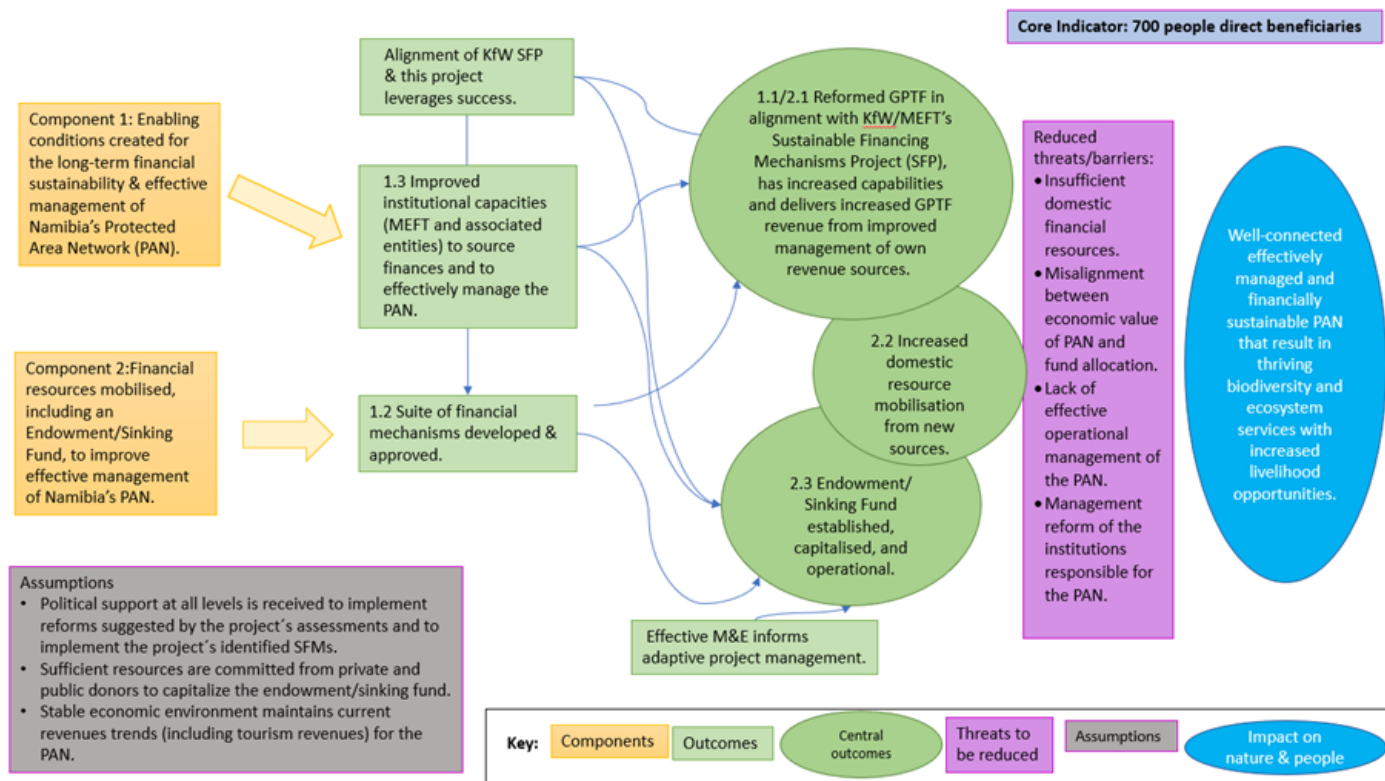 Core Indicator: 700 people direct beneficiaries
Alignment of KfW SFP
& this project
leverages success.
Component 1: Enabling
conditions created for
the long-term financial
sustainability & effective
management of
Namibia's Protected
Area Network (PAN).
1.3 Improved
institutional capacities
(MEFT and associated
entities) to source
finances and to
effectively manage the
PAN.
Component 2:Financial
resources mobilised,
including an
Endowment/Sinking
Fund, to improve
effective management
of Namibia's PAN.
1.2 Suite of financial
mechanisms developed &
approved.
1.1/2.1 Reformed GPTF in
alignment with KfW/MEFT's
Sustainable Financing
Mechanisms Project (SFP),
has increased capabilities
and delivers increased GPTF
revenue from improved
management of own
revenue sources.
2.2 Increased
domestic
resource
mobilisation
from new
sources.
2.3 Endowment/
Sinking Fund
established,
capitalised, and
operational.
Effective M&E informs
adaptive project management.
Reduced
threats/barriers:
• Insufficient
domestic
financial
resources.
• Misalignment
between
economic value
of PAN and
fund allocation.
• Lack of
effective
operational
management of
the PAN.
• Management
reform of the
institutions
responsible for
the PAN.
Well-connected
effectively
managed and
financially
sustainable PAN
that result in
thriving
biodiversity and
ecosystem
services with
increased
livelihood
opportunities.
Assumptions
• Political support at all levels is received to implement
reforms suggested by the project´s assessments and to
implement the project´s identified SFMs.
• Sufficient resources are committed from private and
public donors to capitalize the endowment/sinking fund.
• Stable economic environment maintains current
revenues trends (including tourism revenues) for the
PAN.
Key:
Components
Outcomes
Central
outcomes
Threats to
be reduced
Assumptions
Impact on
nature & people